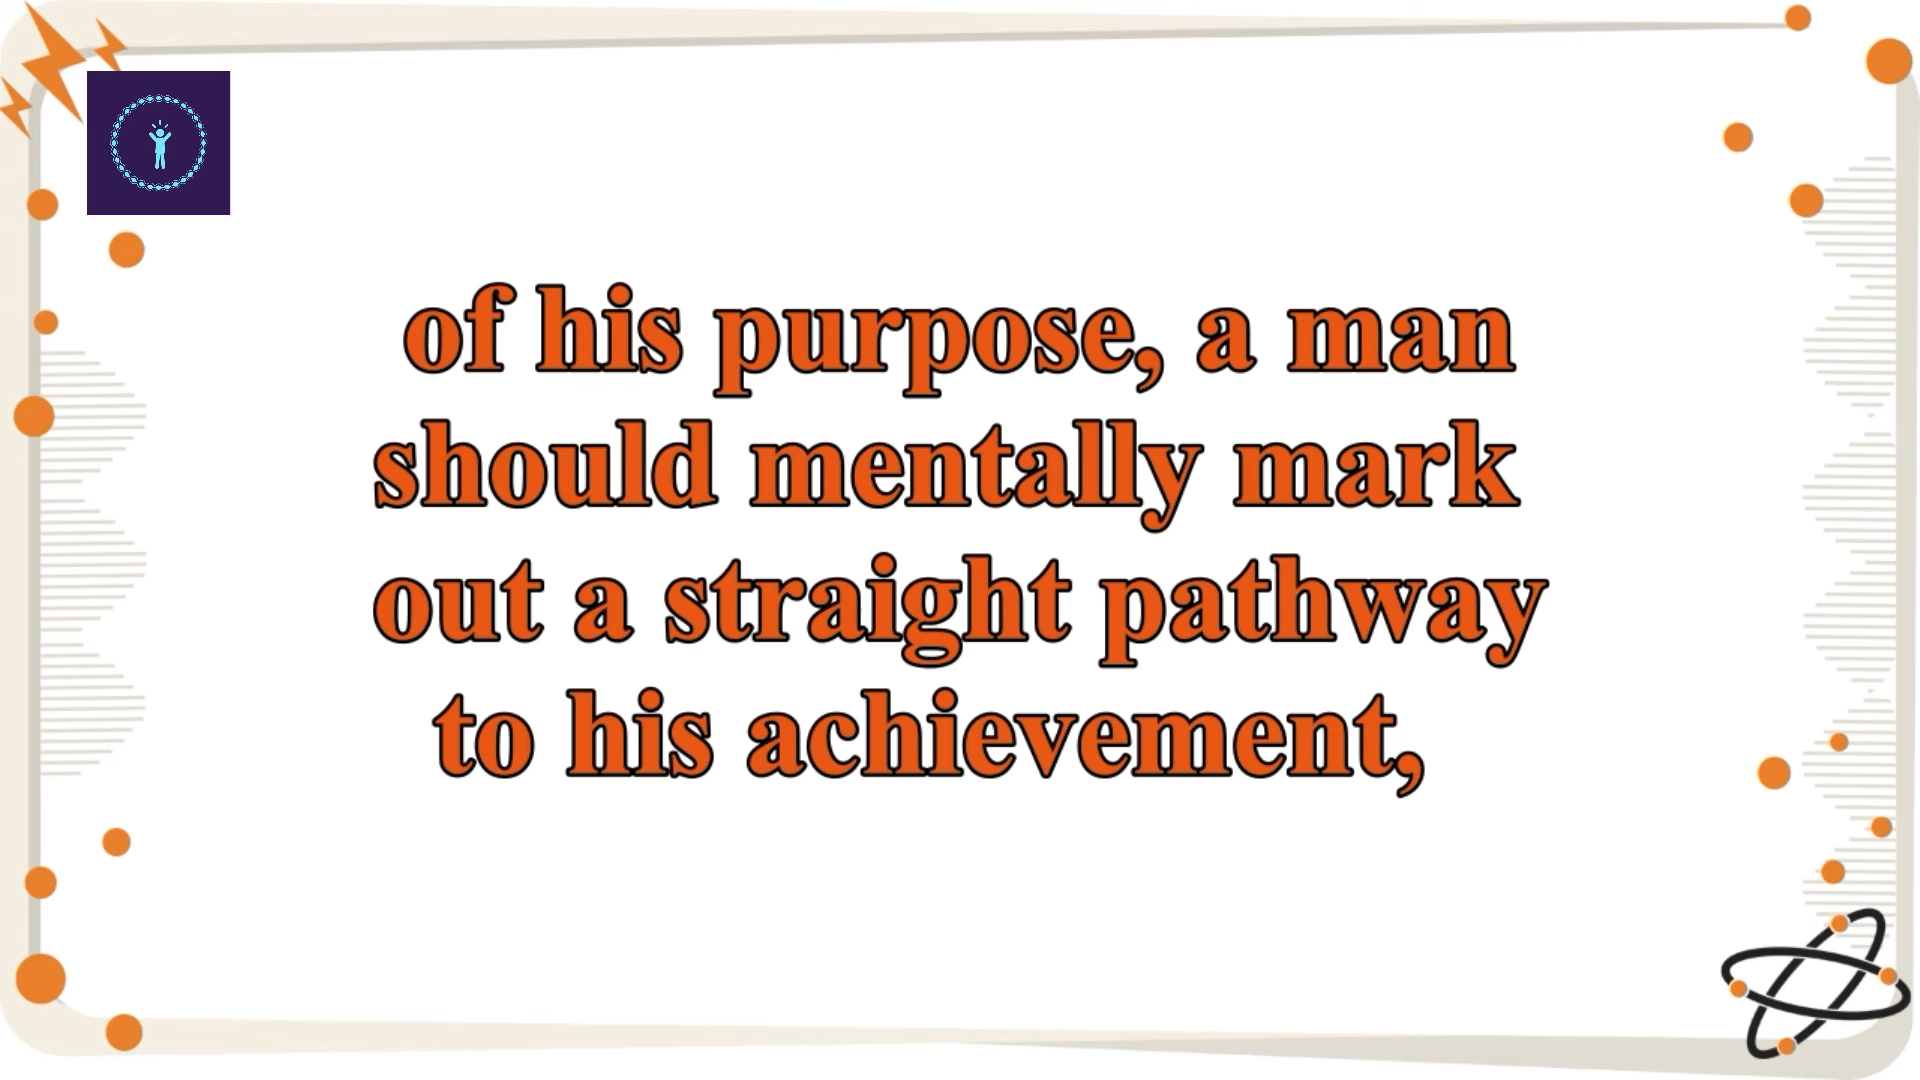 of his purpose, a man
should mentally mark
out a straight pathway
to his achievement,